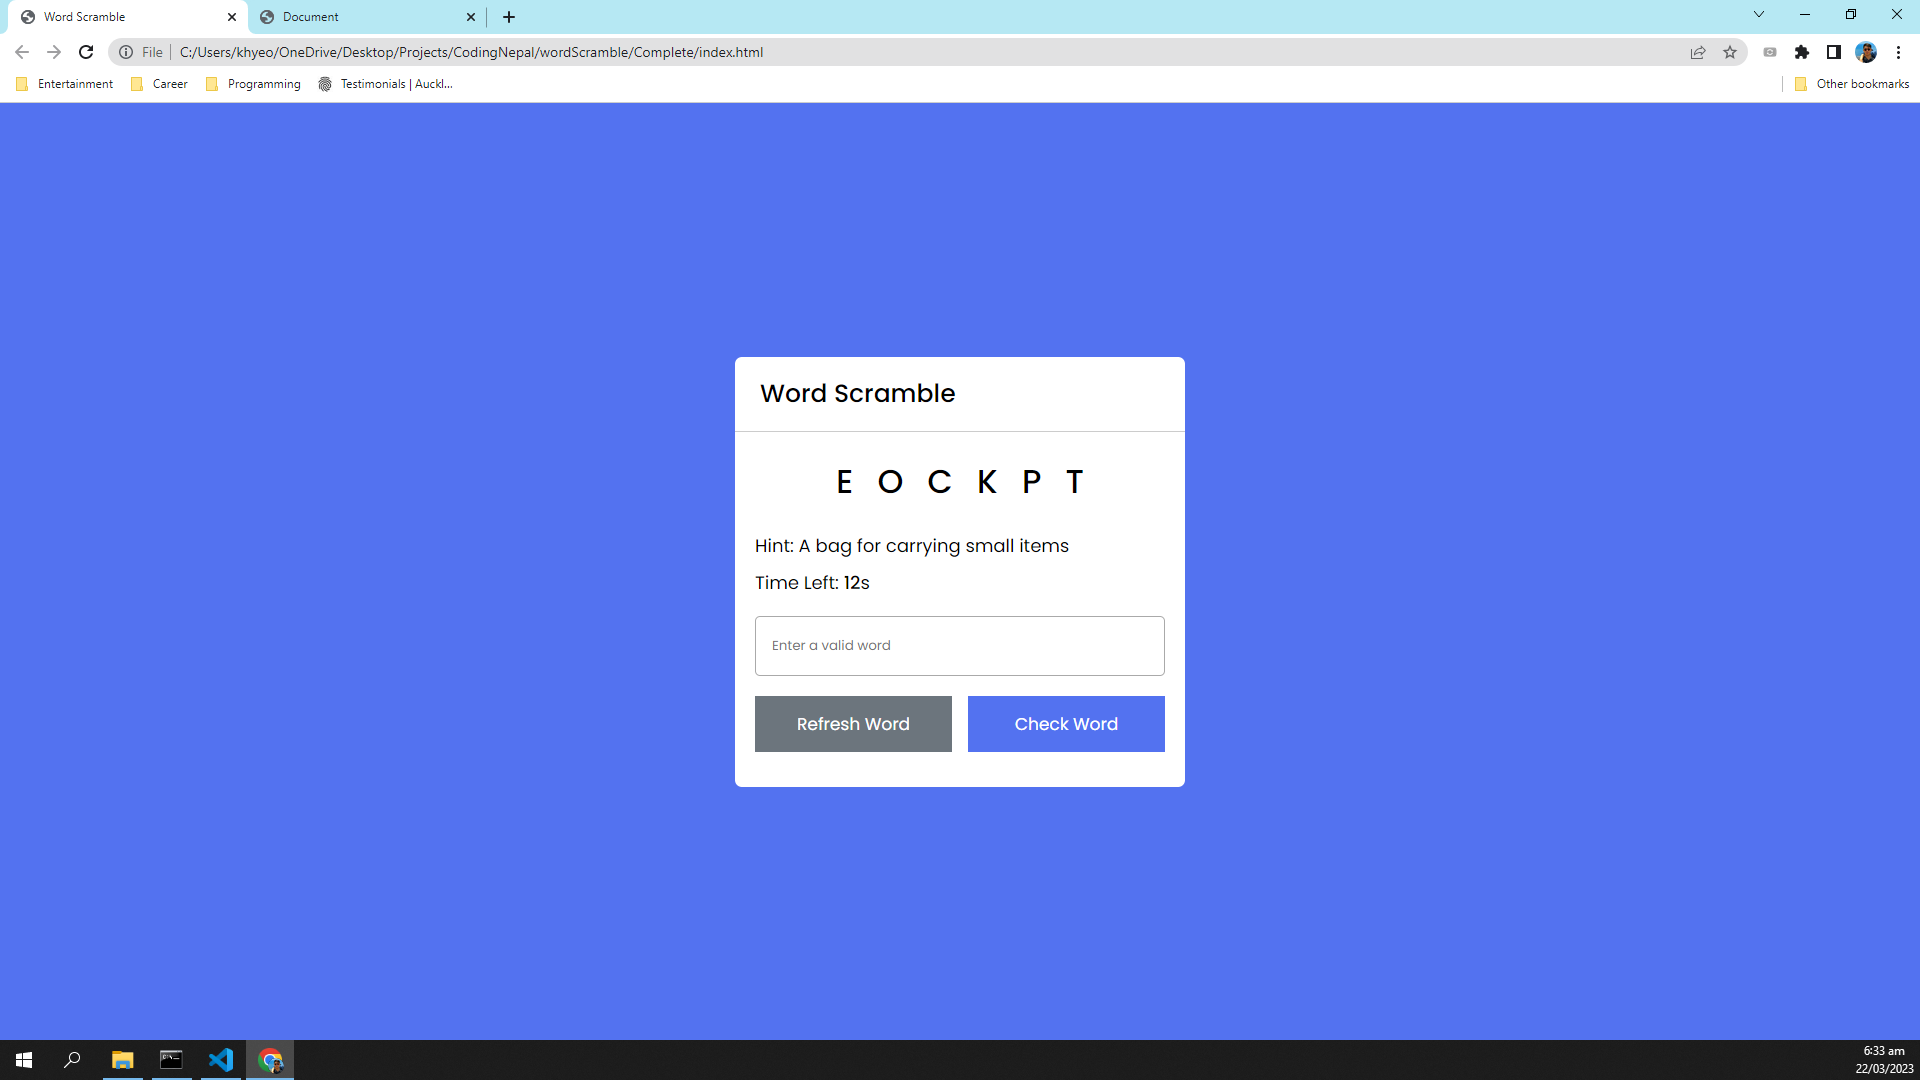 Word Scramble
Document
File
C:/Users/khyeo/OneDrive/Desktop/Projects/CodingNepal/wordScramble/Complete/index.html
Entertainment
Career
Programming
Testimonials | Auckl...
Other bookmarks
Word Scramble
E O C K P T
Hint: A bag for carrying small items
Time Left: 12s
Enter a valid word
Refresh Word
Check Word
6:33 am
22/03/2023